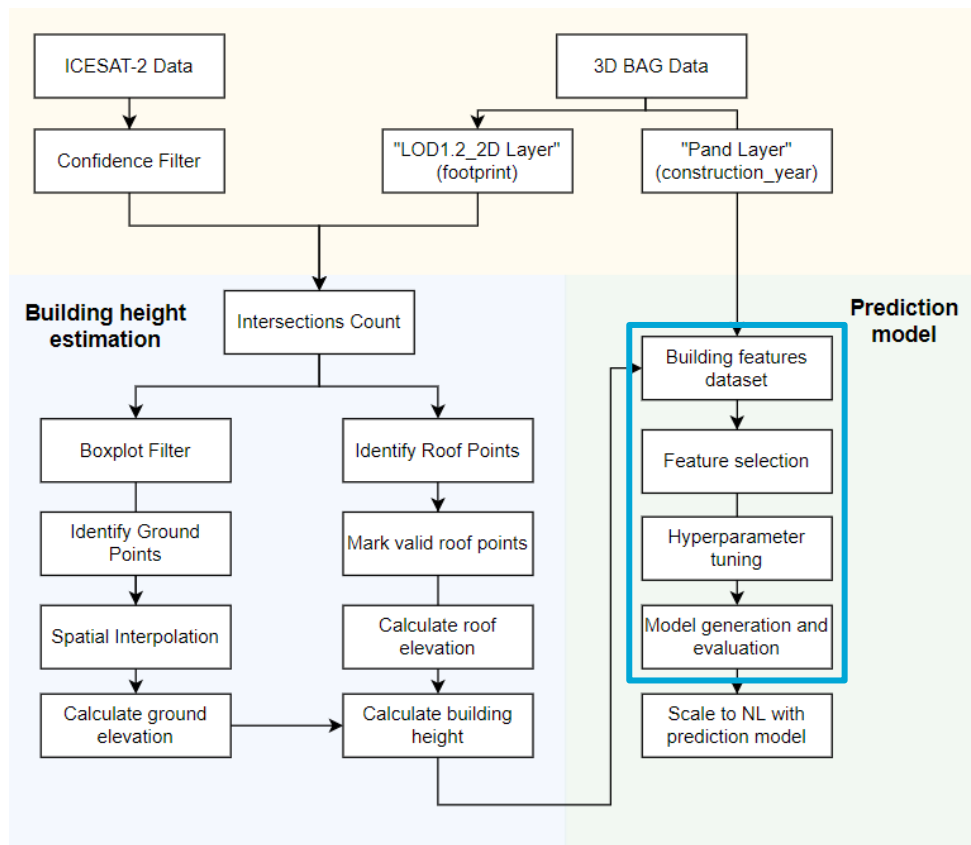 ICESAT-2 Data
3D BAG Data
Confidence Filter
"LOD1.2_2D Layer"
(footprint)
"Pand Layer"
(construction_year)
Building height
estimation
Intersections Count
Prediction
model
Building features
dataset
Boxplot Filter
Identify Roof Points
Feature selection
Identify Ground
Points
Mark valid roof points
Hyperparameter
tuning
Spatial Interpolation
Calculate roof
elevation
Model generation and
evaluation
Calculate ground
elevation
Calculate building
height
Scale to NL with
prediction model